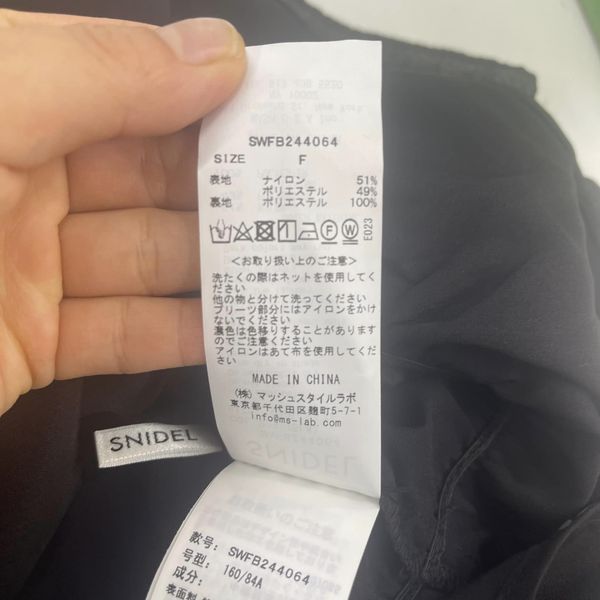 SWFB244064
SIZE F
表地 ナイロン 51%
ポリエステル 49%
裏地 ポリエステル 100%
F W E023
<お取り扱い上のご注意>
洗たくの際はネットを使用してく
ださい
他の物と分けて洗ってください
プリーツ部分にはアイロンをかけ
ないでください
濃色は色移りすることがあります
のでご注意ください
アイロンはあて布を使用してくだ
さい
MADE IN CHINA
(株) マッシュスタイルラボ
東京都千代田区麹町5-7-1
info@ms-lab.com
SNIDEL
款号: SWFB244064
号型: 160/84A
成分:
表面料